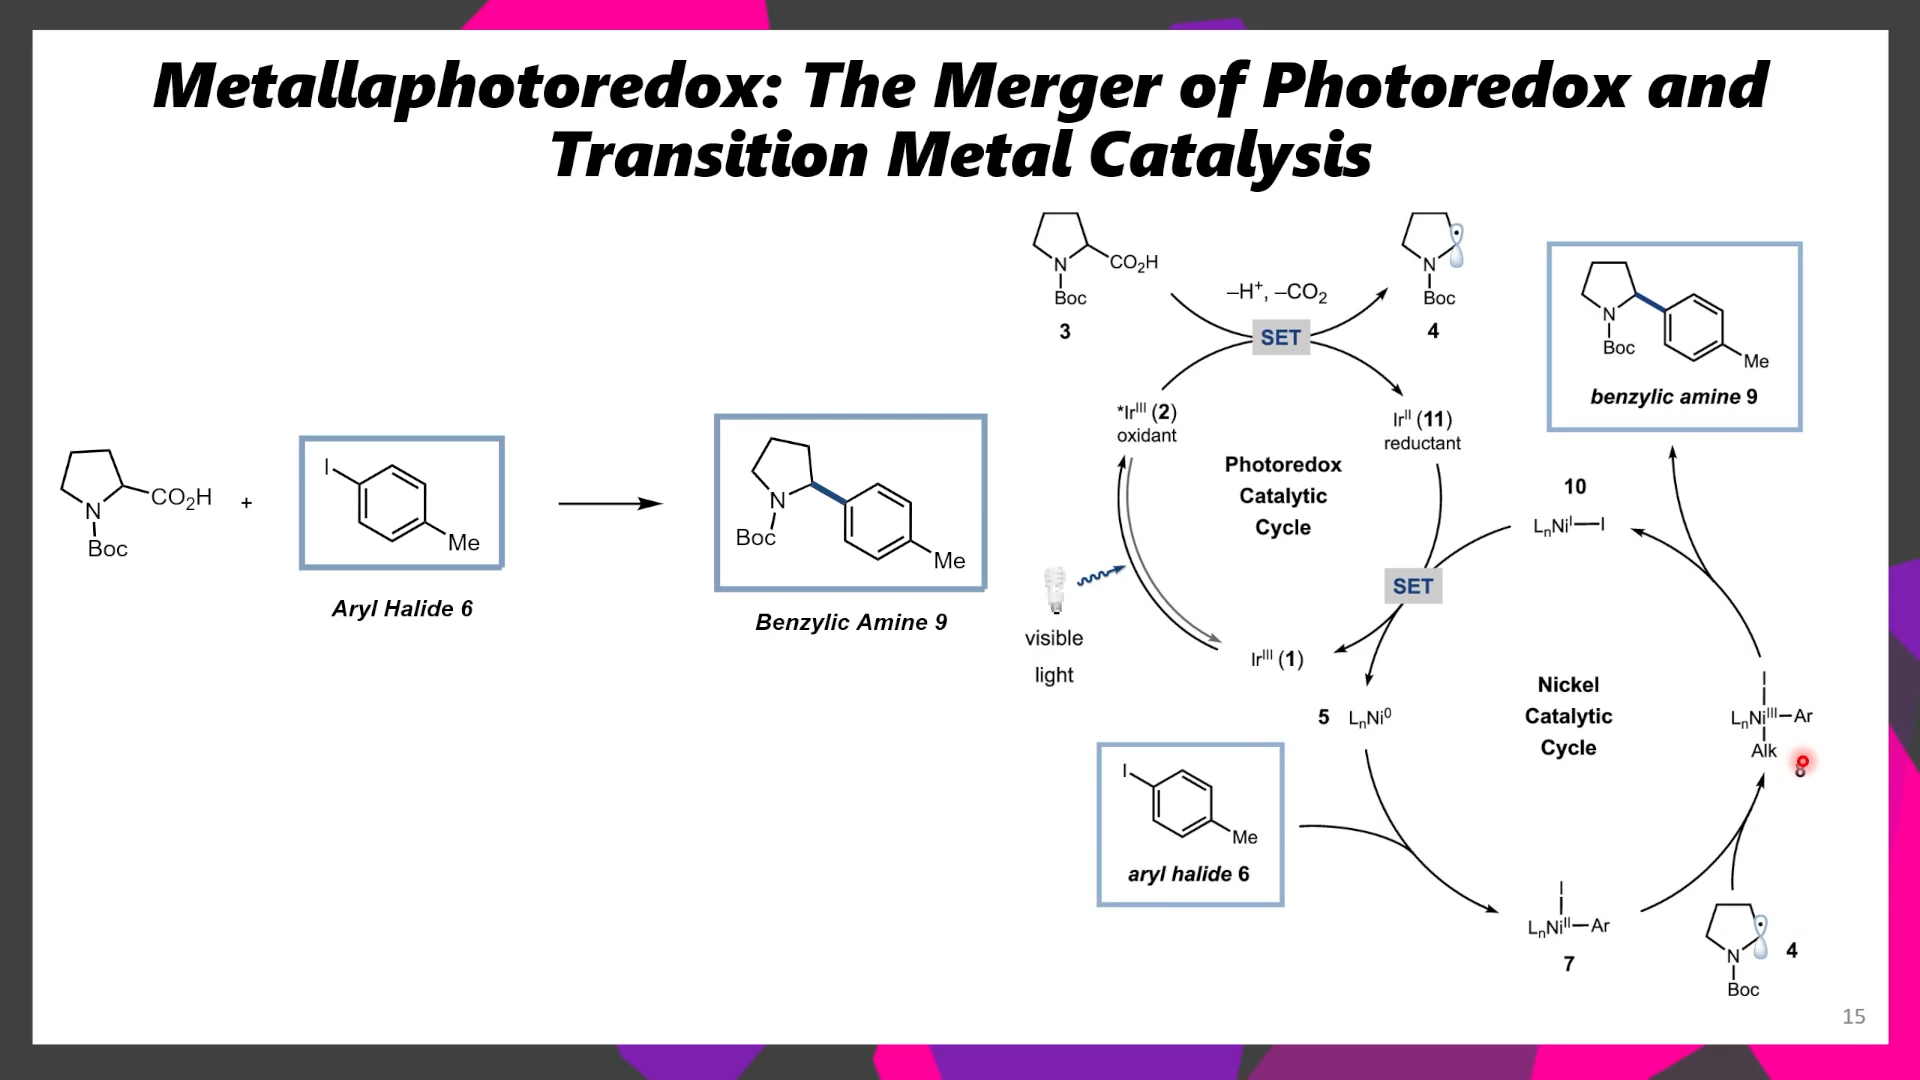 Metallaphotoredox: The Merger of Photoredox and
Transition Metal Catalysis
N
CO₂H
Boc
+
I
Me
Aryl Halide 6
N
Boc
Me
Benzylic Amine 9
N
CO₂H
Boc
3
–H⁺, –CO₂
SET
N
Boc
4
*Irᴵᴵᴵ (2)
oxidant
Irᴵᴵ (11)
reductant
Photoredox
Catalytic
Cycle
visible
light
SET
Irᴵᴵᴵ (1)
N
Boc
Me
benzylic amine 9
10
LₙNiᴵ—I
5 LₙNi⁰
Nickel
Catalytic
Cycle
I
LₙNiᴵᴵᴵ–Ar
Alk
8
I
Me
aryl halide 6
I
LₙNiᴵᴵ–Ar
7
N
Boc
4
15